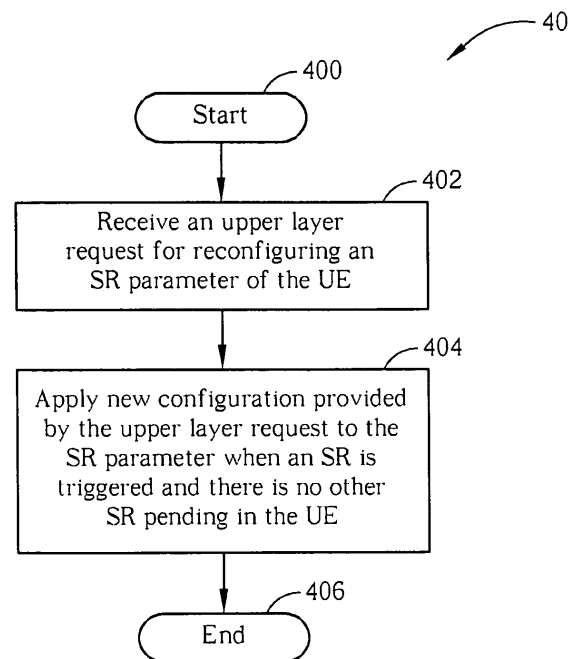 40
400
Start
402
Receive an upper layer
request for reconfiguring an
SR parameter of the UE
404
Apply new configuration provided
by the upper layer request to the
SR parameter when an SR is
triggered and there is no other
SR pending in the UE
406
End